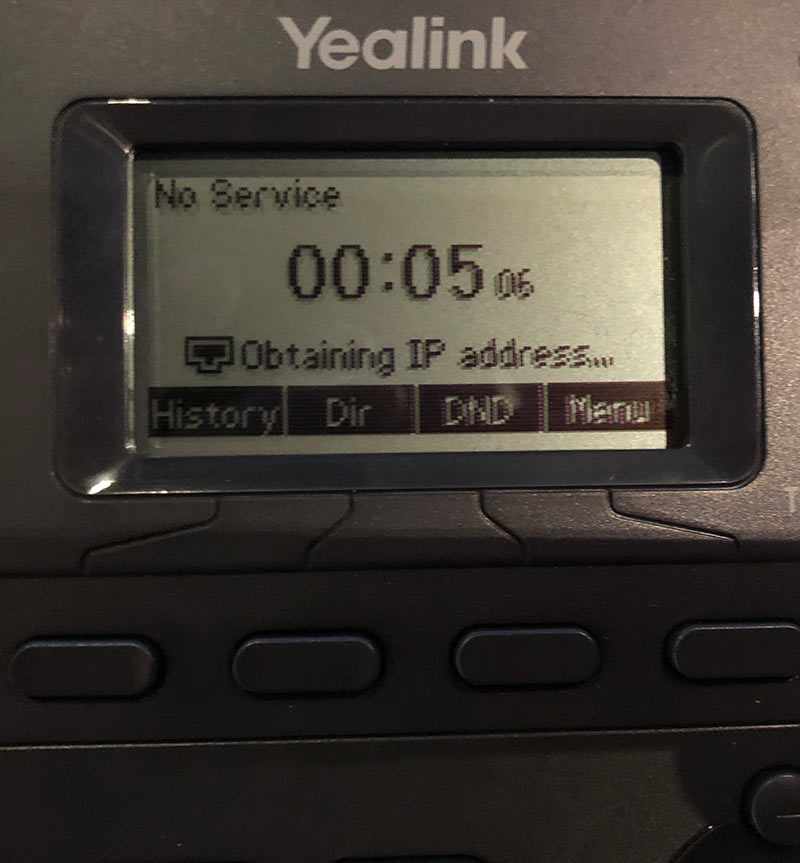 Yealink
No Service
00:05 06
Obtaining IP address...
History Dir DND Menu
T